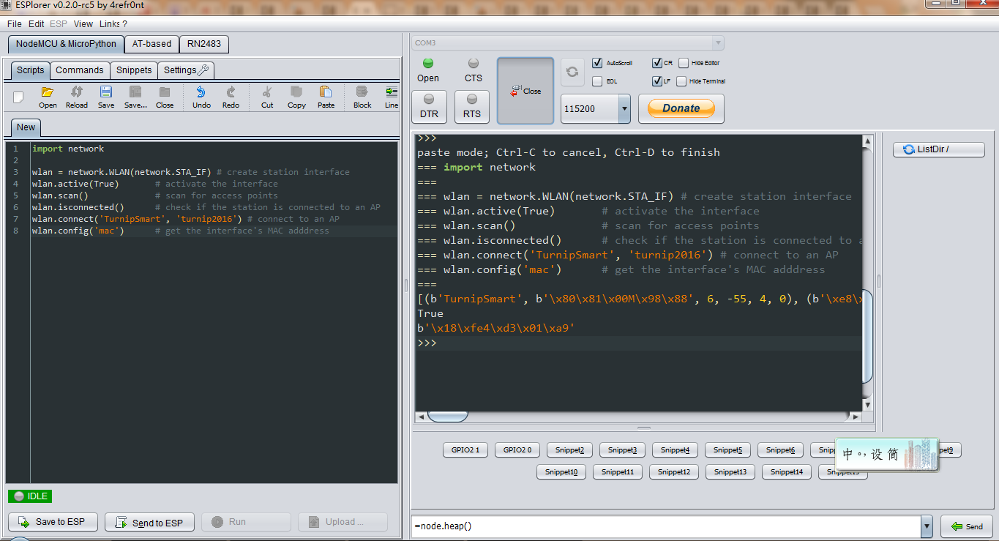 ESPlorer v0.2.0-rc5 by 4refr0nt
File Edit ESP View Links ?
NodeMCU & MicroPython AT-based RN2483
Scripts Commands Snippets Settings
Open Reload Save Save... Close Undo Redo Cut Copy Paste Block Line
New
1 import network
2
3 wlan = network.WLAN(network.STA_IF) # create station interface
4 wlan.active(True) # activate the interface
5 wlan.scan() # scan for access points
6 wlan.isconnected() # check if the station is connected to an AP
7 wlan.connect('TurnipSmart', 'turnip2016') # connect to an AP
8 wlan.config('mac') # get the interface's MAC adddress
IDLE
Save to ESP Send to ESP Run Upload ...
COM3
Open CTS
DTR RTS
Close
AutoScroll CR Hide Editor
EOL LF Hide Terminal
115200 Donate
>>>
paste mode; Ctrl-C to cancel, Ctrl-D to finish
=== import network
===
=== wlan = network.WLAN(network.STA_IF) # create station interface
=== wlan.active(True) # activate the interface
=== wlan.scan() # scan for access points
=== wlan.isconnected() # check if the station is connected to a
=== wlan.connect('TurnipSmart', 'turnip2016') # connect to an AP
=== wlan.config('mac') # get the interface's MAC adddress
===
[(b'TurnipSmart', b'\x80\x81\x00M\x98\x88', 6, -55, 4, 0), (b'\xe8\x
True
b'\x18\xfe4\xd3\x01\xa9'
>>>
ListDir /
GPIO2 1 GPIO2 0 Snippet2 Snippet3 Snippet4 Snippet5 Snippet6 Snip pet9
Snippet10 Snippet11 Snippet12 Snippet13 Snippet14
中 °, 设 简
=node.heap()
Send